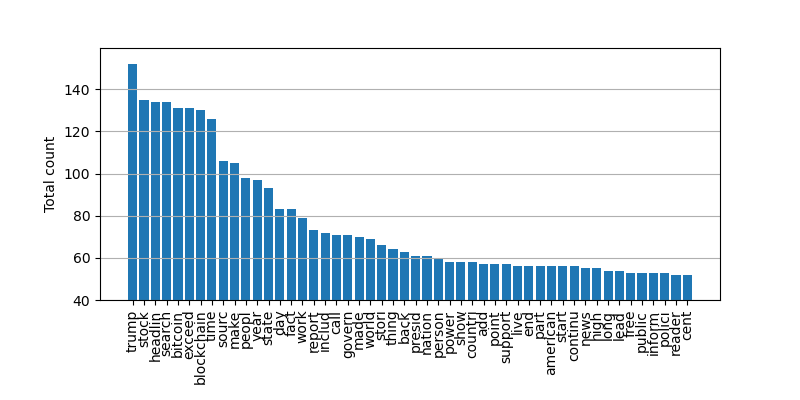 Total count
140
120
100
80
60
40
trump
stock
headlin
search
bitcoin
exceed
blockchain
time
sourc
make
peopl
year
state
day
fact
work
report
includ
call
govern
made
world
stori
thing
back
presid
nation
person
power
show
countri
add
point
support
live
end
part
american
start
continu
news
high
long
lead
free
public
inform
polici
reader
cent